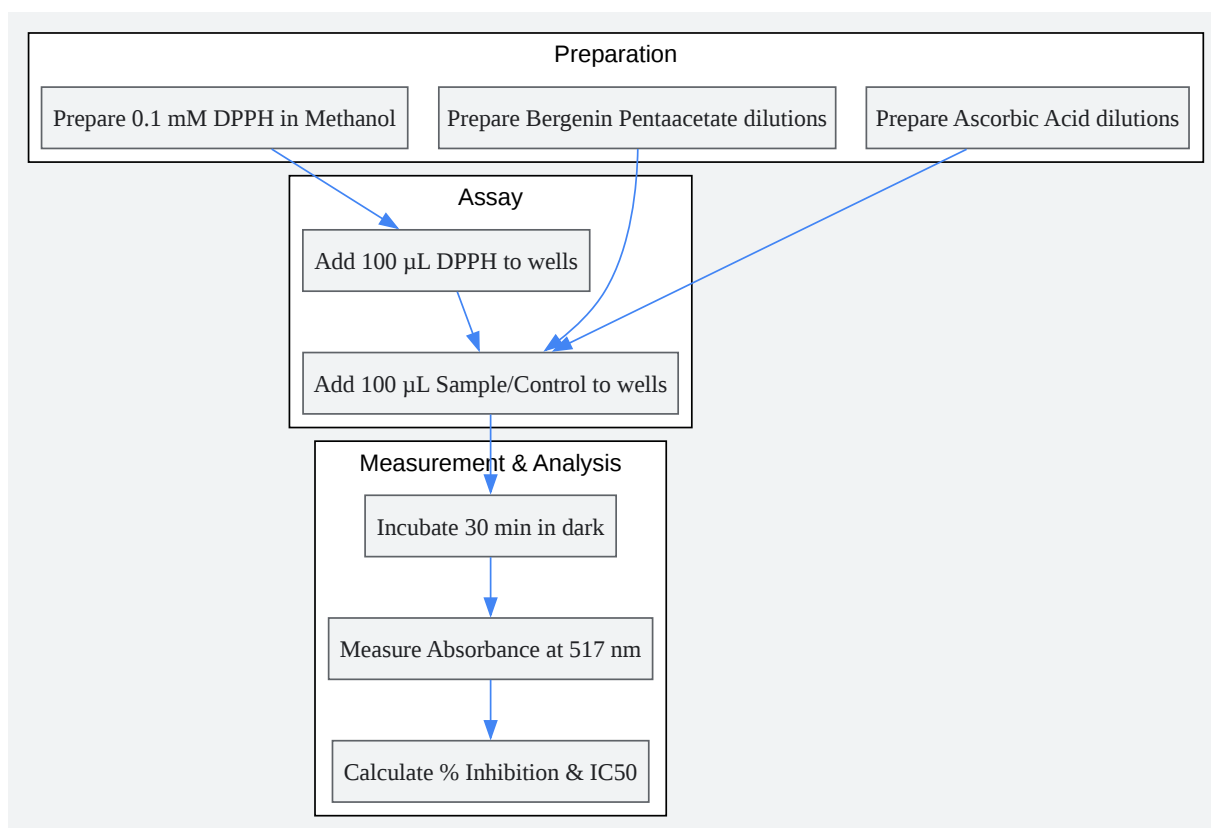 Preparation
Prepare 0.1 mM DPPH in Methanol
Prepare Bergenin Pentaacetate dilutions
Prepare Ascorbic Acid dilutions
Assay
Add 100 µL DPPH to wells
Add 100 µL Sample/Control to wells
Measurement & Analysis
Incubate 30 min in dark
Measure Absorbance at 517 nm
Calculate % Inhibition & IC50